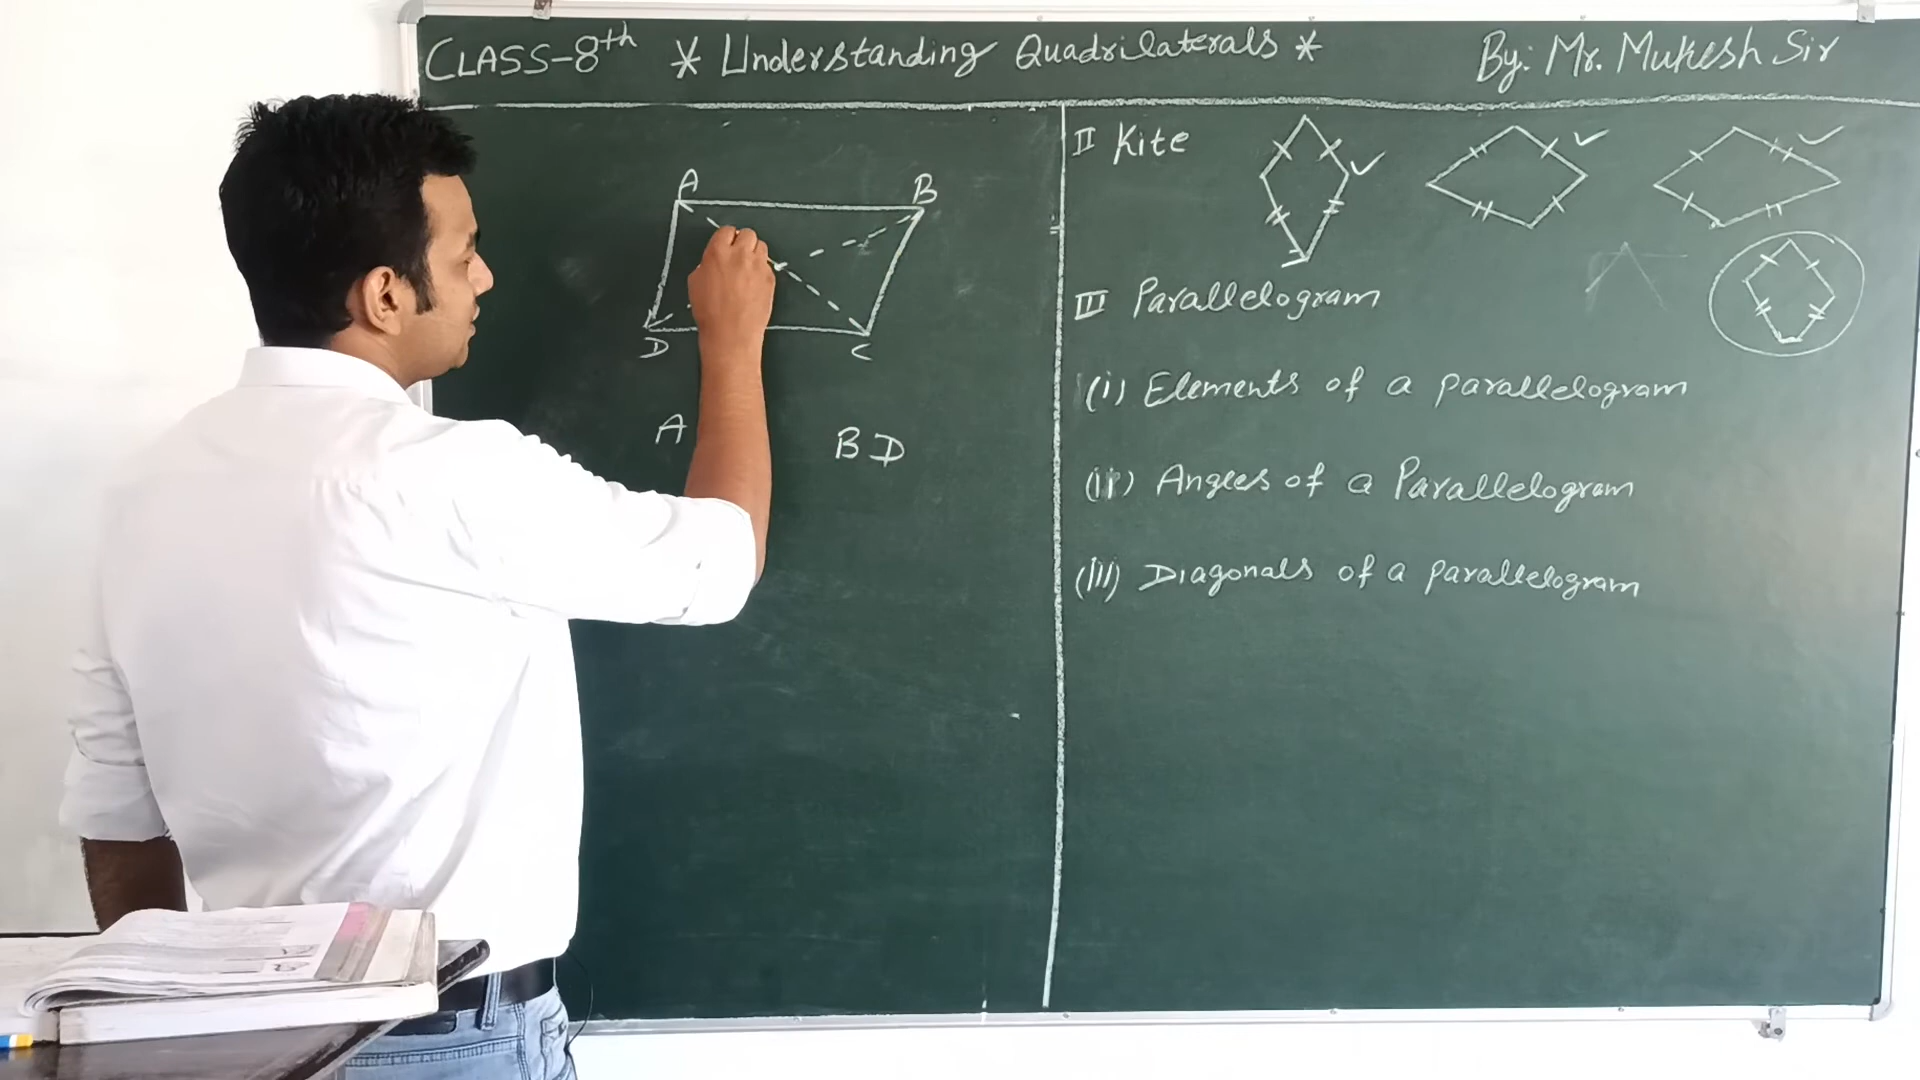 CLASS-8th * Understanding Quadrilaterals * By: Mr. Mukesh Sir
A B
D C
A BD
II Kite
III Parallelogram
(i) Elements of a parallelogram
(ii) Angles of a Parallelogram
(iii) Diagonals of a parallelogram